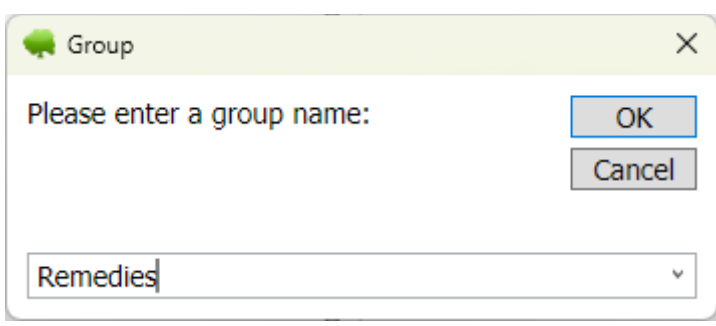 Group
Please enter a group name:
OK
Cancel
Remedies